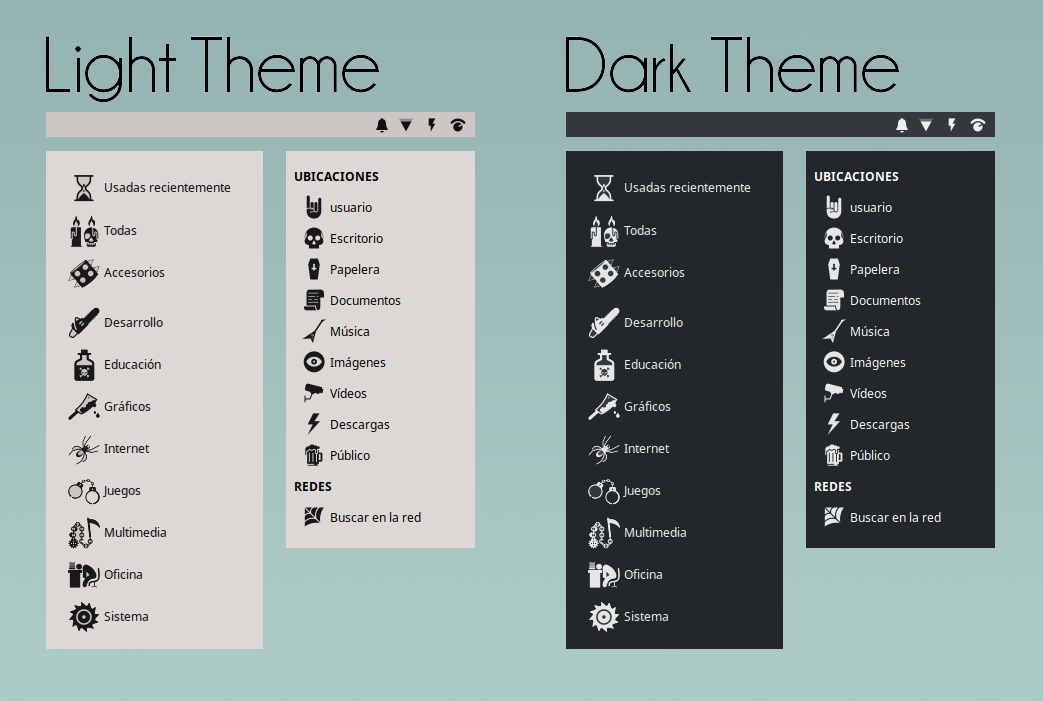 Light Theme
Usadas recientemente
Todas
Accesorios
Desarrollo
Educación
Gráficos
Internet
Juegos
Multimedia
Oficina
Sistema
UBICACIONES
usuario
Escritorio
Papelera
Documentos
Música
Imágenes
Vídeos
Descargas
Público
REDES
Buscar en la red
Dark Theme
Usadas recientemente
Todas
Accesorios
Desarrollo
Educación
Gráficos
Internet
Juegos
Multimedia
Oficina
Sistema
UBICACIONES
usuario
Escritorio
Papelera
Documentos
Música
Imágenes
Vídeos
Descargas
Público
REDES
Buscar en la red